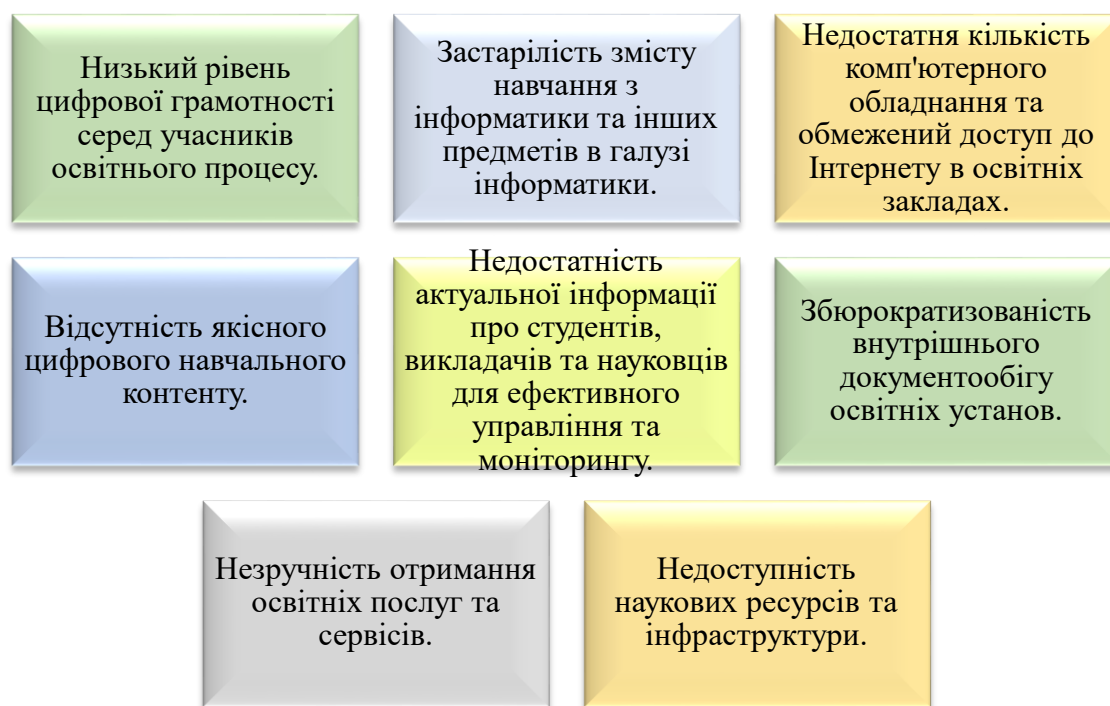 Низький рівень
цифрової грамотності
серед учасників
освітнього процесу.
Застарілість змісту
навчання з
інформатики та інших
предметів в галузі
інформатики.
Недостатня кількість
комп'ютерного
обладнання та
обмежений доступ до
Інтернету в освітніх
закладах.
Відсутність якісного
цифрового навчального
контенту.
Недостатність
актуальної інформації
про студентів,
викладачів та науковців
для ефективного
управління та
моніторингу.
Збюрократизованість
внутрішнього
документообігу
освітніх установ.
Незручність отримання
освітніх послуг та
сервісів.
Недоступність
наукових ресурсів та
інфраструктури.